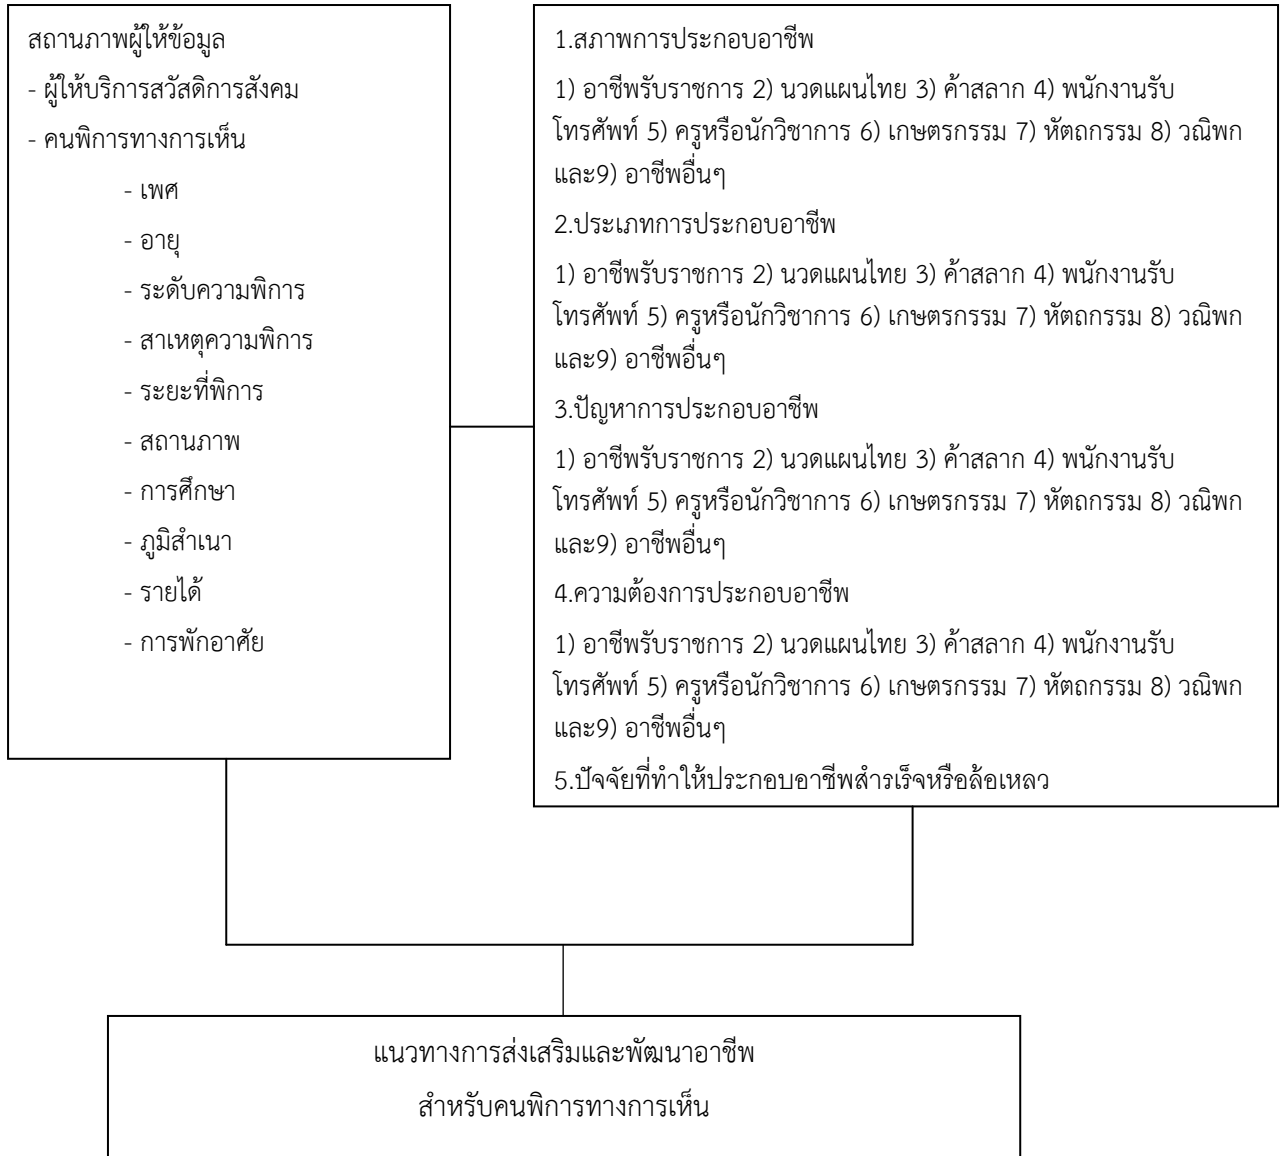 สถานภาพผู้ให้ข้อมูล
- ผู้ให้บริการสวัสดิการสังคม
- คนพิการทางการเห็น
- เพศ
- อายุ
- ระดับความพิการ
- สาเหตุความพิการ
- ระยะที่พิการ
- สถานภาพ
- การศึกษา
- ภูมิสำเนา
- รายได้
- การพักอาศัย
1.สภาพการประกอบอาชีพ
1) อาชีพรับราชการ 2) นวดแผนไทย 3) ค้าสลาก 4) พนักงานรับ
โทรศัพท์ 5) ครูหรือนักวิชาการ 6) เกษตรกรรม 7) หัตถกรรม 8) วณิพก
และ9) อาชีพอื่นๆ
2.ประเภทการประกอบอาชีพ
1) อาชีพรับราชการ 2) นวดแผนไทย 3) ค้าสลาก 4) พนักงานรับ
โทรศัพท์ 5) ครูหรือนักวิชาการ 6) เกษตรกรรม 7) หัตถกรรม 8) วณิพก
และ9) อาชีพอื่นๆ
3.ปัญหาการประกอบอาชีพ
1) อาชีพรับราชการ 2) นวดแผนไทย 3) ค้าสลาก 4) พนักงานรับ
โทรศัพท์ 5) ครูหรือนักวิชาการ 6) เกษตรกรรม 7) หัตถกรรม 8) วณิพก
และ9) อาชีพอื่นๆ
4.ความต้องการประกอบอาชีพ
1) อาชีพรับราชการ 2) นวดแผนไทย 3) ค้าสลาก 4) พนักงานรับ
โทรศัพท์ 5) ครูหรือนักวิชาการ 6) เกษตรกรรม 7) หัตถกรรม 8) วณิพก
และ9) อาชีพอื่นๆ
5.ปัจจัยที่ทำให้ประกอบอาชีพสำรเร็จหรือล้อเหลว
แนวทางการส่งเสริมและพัฒนาอาชีพ
สำหรับคนพิการทางการเห็น